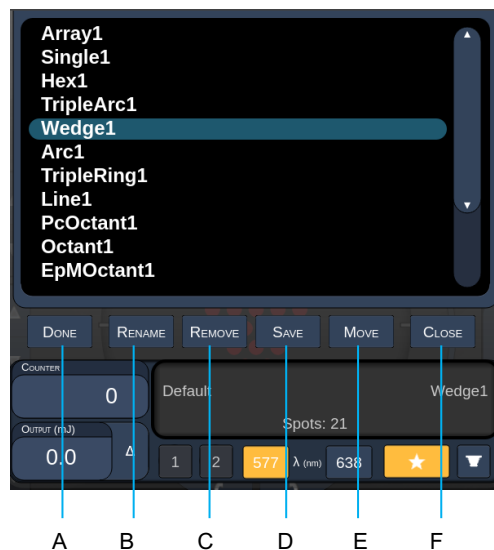 Array1
Single1
Hex1
TripleArc1
Wedge1
Arc1
TripleRing1
Line1
PcOctant1
Octant1
EpMOctant1
DONE RENAME REMOVE SAVE MOVE CLOSE
COUNTER
0
Default Wedge1
Spots: 21
OUTPUT (mJ)
0.0 Δ
1 2 577 λ (nm) 638
A B C D E F